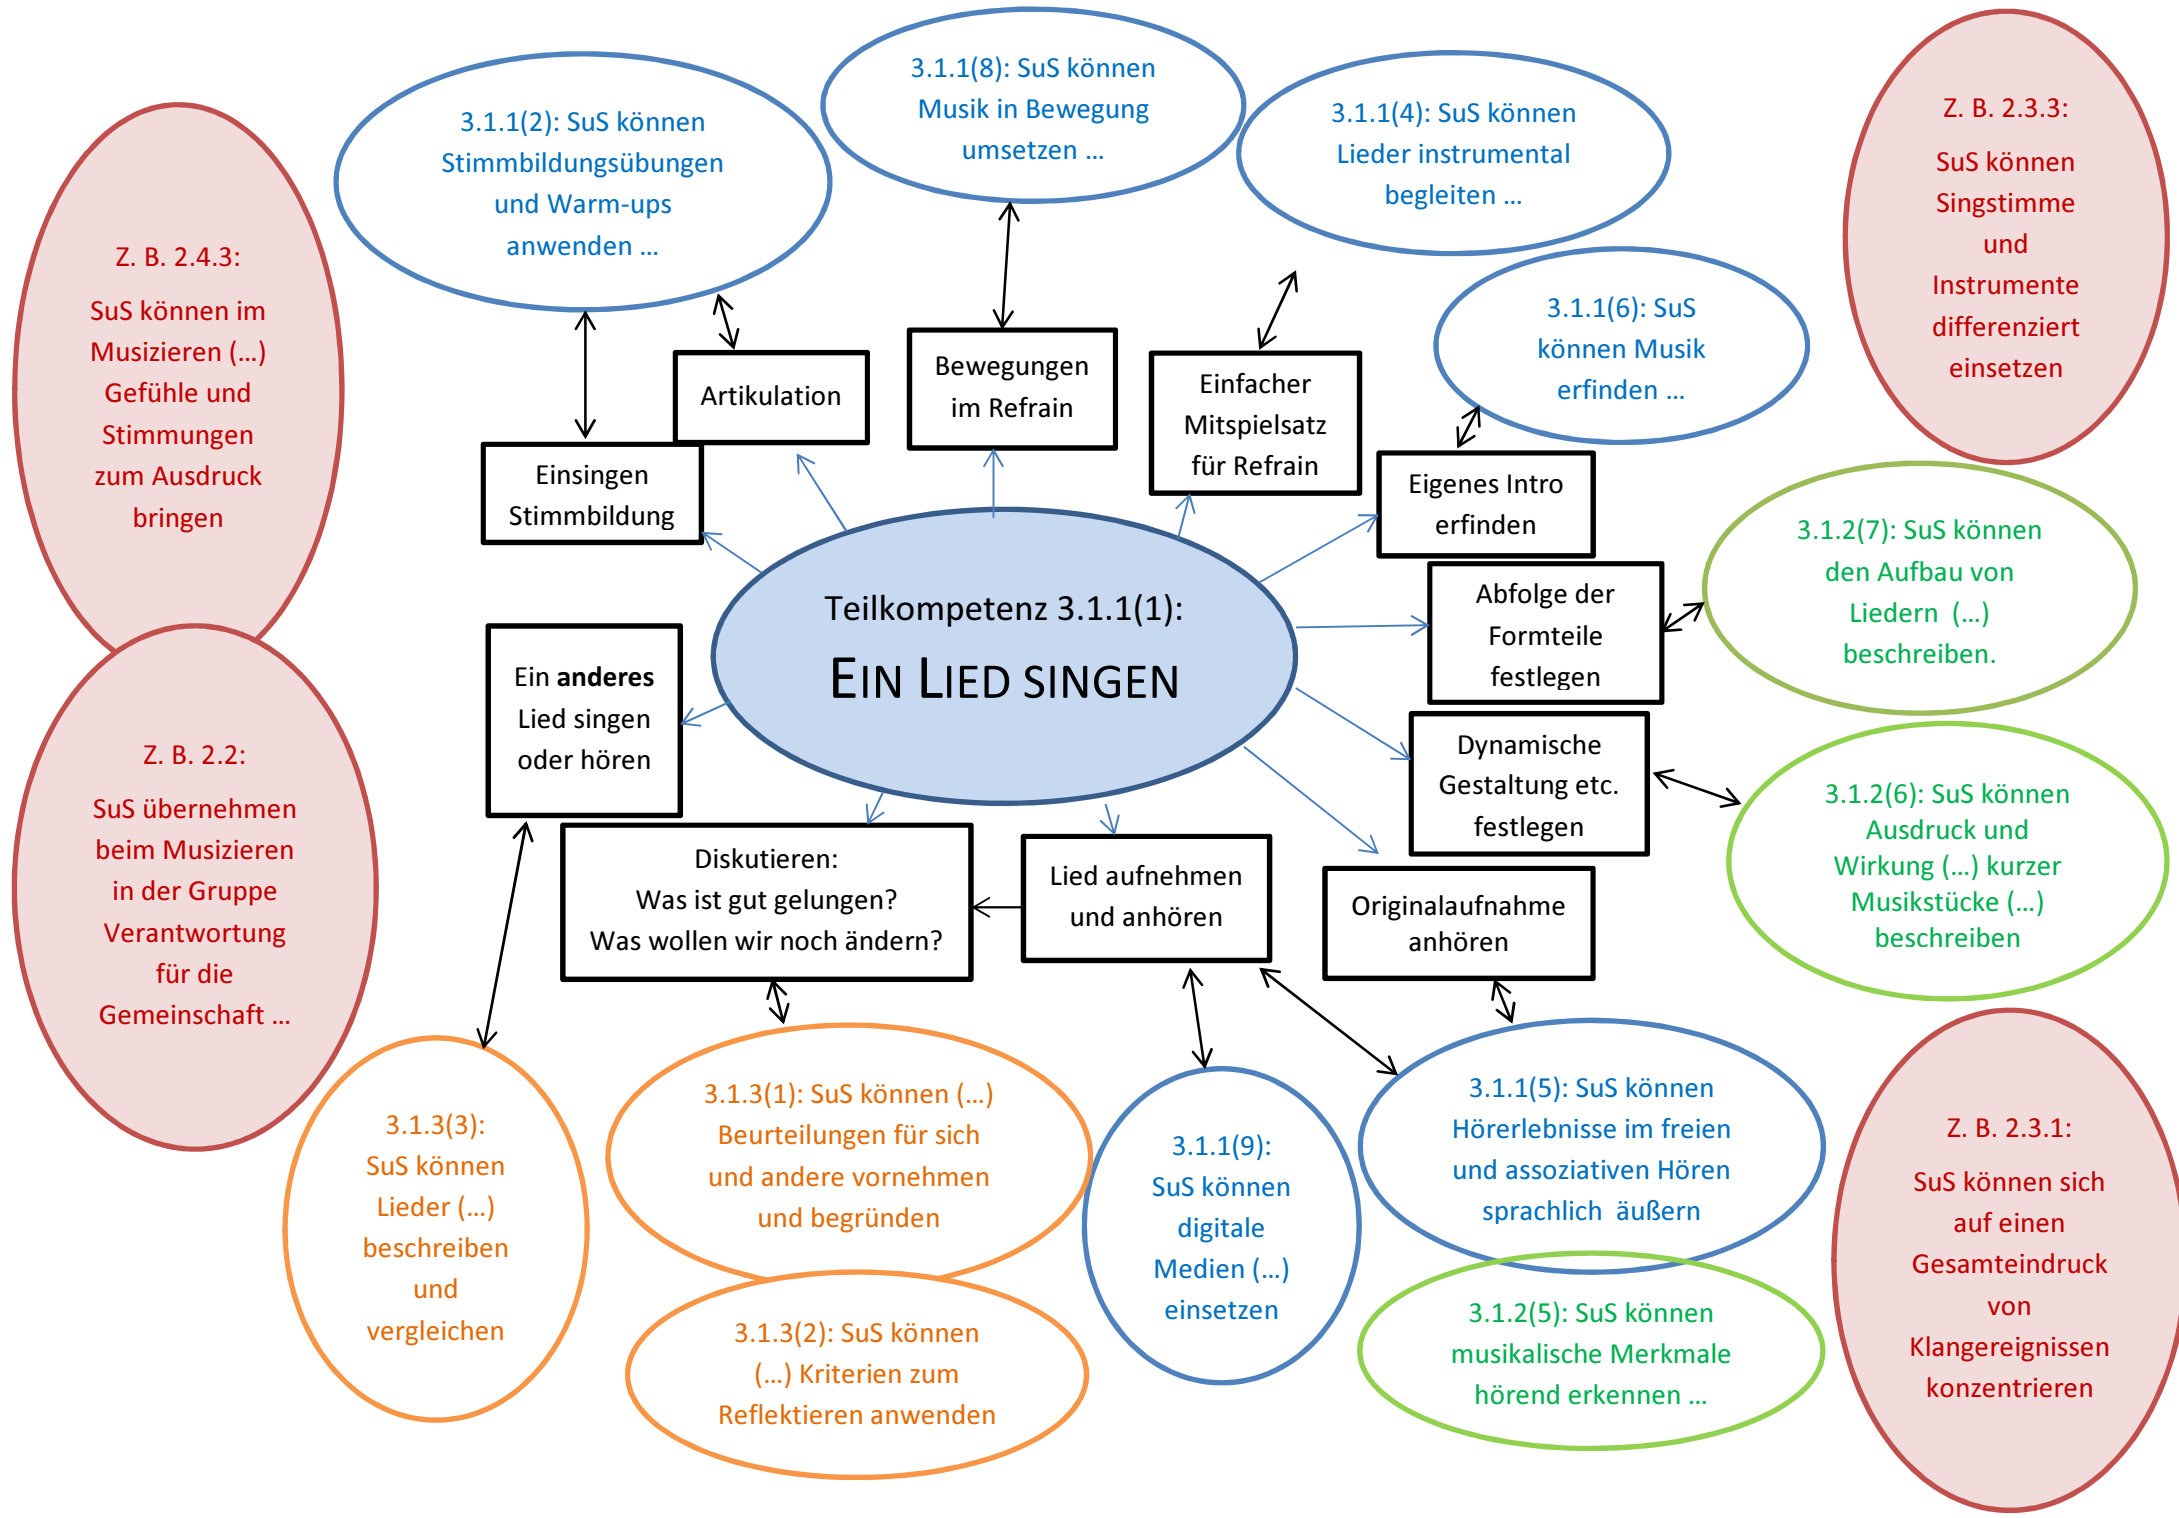 3.1.1(8): SuS können
Musik in Bewegung
umsetzen …
3.1.1(2): SuS können
Stimmbildungsübungen
und Warm-ups
anwenden …
3.1.1(4): SuS können
Lieder instrumental
begleiten …
Z. B. 2.3.3:
SuS können
Singstimme
und
Instrumente
differenziert
einsetzen
Z. B. 2.4.3:
SuS können im
Musizieren (…)
Gefühle und
Stimmungen
zum Ausdruck
bringen
3.1.1(6): SuS
können Musik
erfinden …
Artikulation
Bewegungen
im Refrain
Einfacher
Mitspielsatz
für Refrain
Einsingen
Stimmbildung
Eigenes Intro
erfinden
3.1.2(7): SuS können
den Aufbau von
Liedern  (…)
beschreiben.
Abfolge der
Formteile
festlegen
Teilkompetenz 3.1.1(1):
EIN LIED SINGEN
Ein anderes
Lied singen
oder hören
Dynamische
Gestaltung etc.
festlegen
Z. B. 2.2:
SuS übernehmen
beim Musizieren
in der Gruppe
Verantwortung
für die
Gemeinschaft …
3.1.2(6): SuS können
Ausdruck und
Wirkung (…) kurzer
Musikstücke (…)
beschreiben
Diskutieren:
Was ist gut gelungen?
Was wollen wir noch ändern?
Lied aufnehmen
und anhören
Originalaufnahme
anhören
3.1.3(3):
SuS können
Lieder (…)
beschreiben
und
vergleichen
3.1.3(1): SuS können (…)
Beurteilungen für sich
und andere vornehmen
und begründen
3.1.1(9):
SuS können
digitale
Medien (…)
einsetzen
3.1.1(5): SuS können
Hörerlebnisse im freien
und assoziativen Hören
sprachlich  äußern
Z. B. 2.3.1:
SuS können sich
auf einen
Gesamteindruck
von
Klangereignissen
konzentrieren
3.1.3(2): SuS können
(…) Kriterien zum
Reflektieren anwenden
3.1.2(5): SuS können
musikalische Merkmale
hörend erkennen …